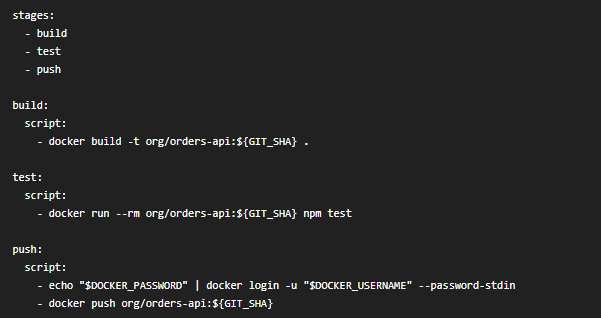 stages:
  - build
  - test
  - push

build:
  script:
    - docker build -t org/orders-api:${GIT_SHA} .

test:
  script:
    - docker run --rm org/orders-api:${GIT_SHA} npm test

push:
  script:
    - echo "$DOCKER_PASSWORD" | docker login -u "$DOCKER_USERNAME" --password-stdin
    - docker push org/orders-api:${GIT_SHA}